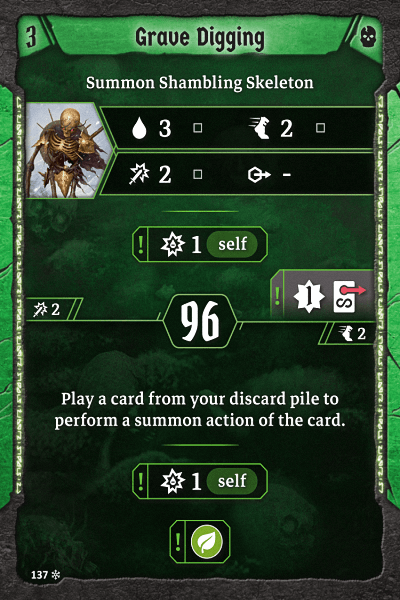 3 Grave Digging
Summon Shambling Skeleton
3 2
2 -
! 1 self
! 1 S
2 96 2
Play a card from your discard pile to
perform a summon action of the card.
! 1 self
!
137